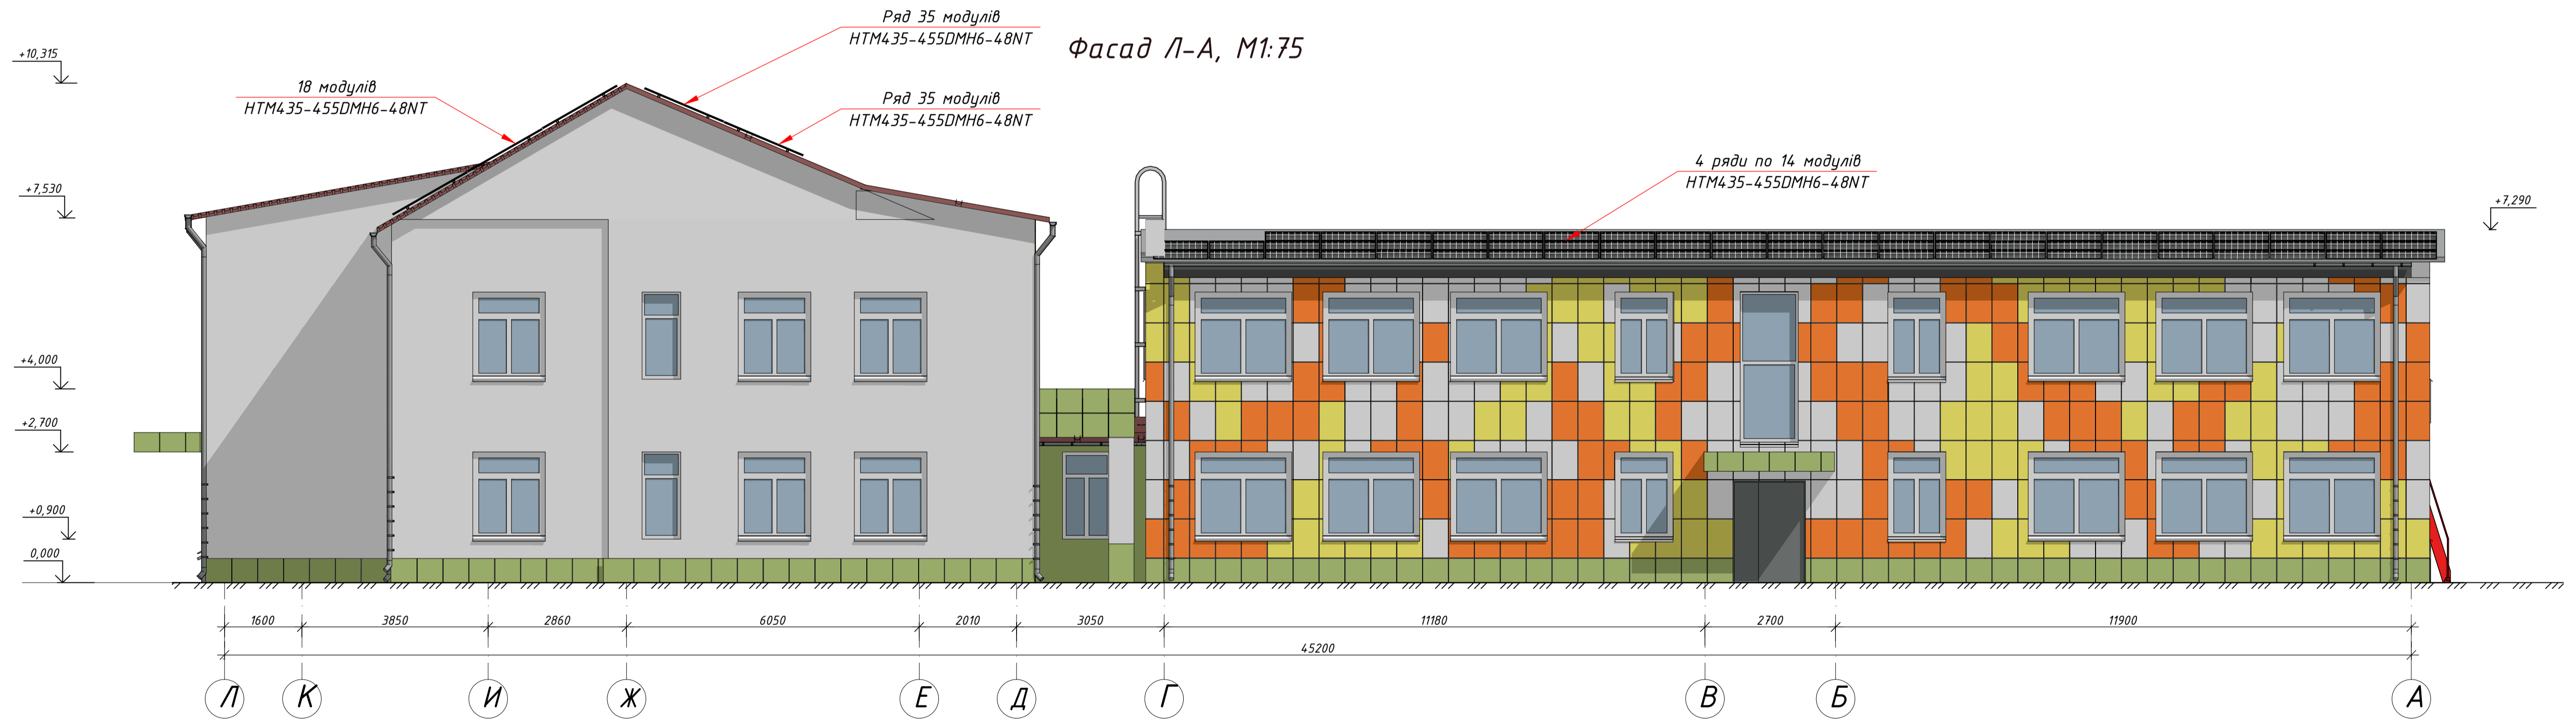 Ряд 35 модулів
HTM435-455DMH6-48NT
Фасад Л-А, М1:75
+10,315
18 модулів
HTM435-455DMH6-48NT
Ряд 35 модулів
HTM435-455DMH6-48NT
4 ряди по 14 модулів
HTM435-455DMH6-48NT
+7,530
+7,290
+4,000
+2,700
+0,900
0,000
1600 3850 2860 6050 2010 3050 11180 2700 11900
45200
Л К И Ж Е Д Г В Б А